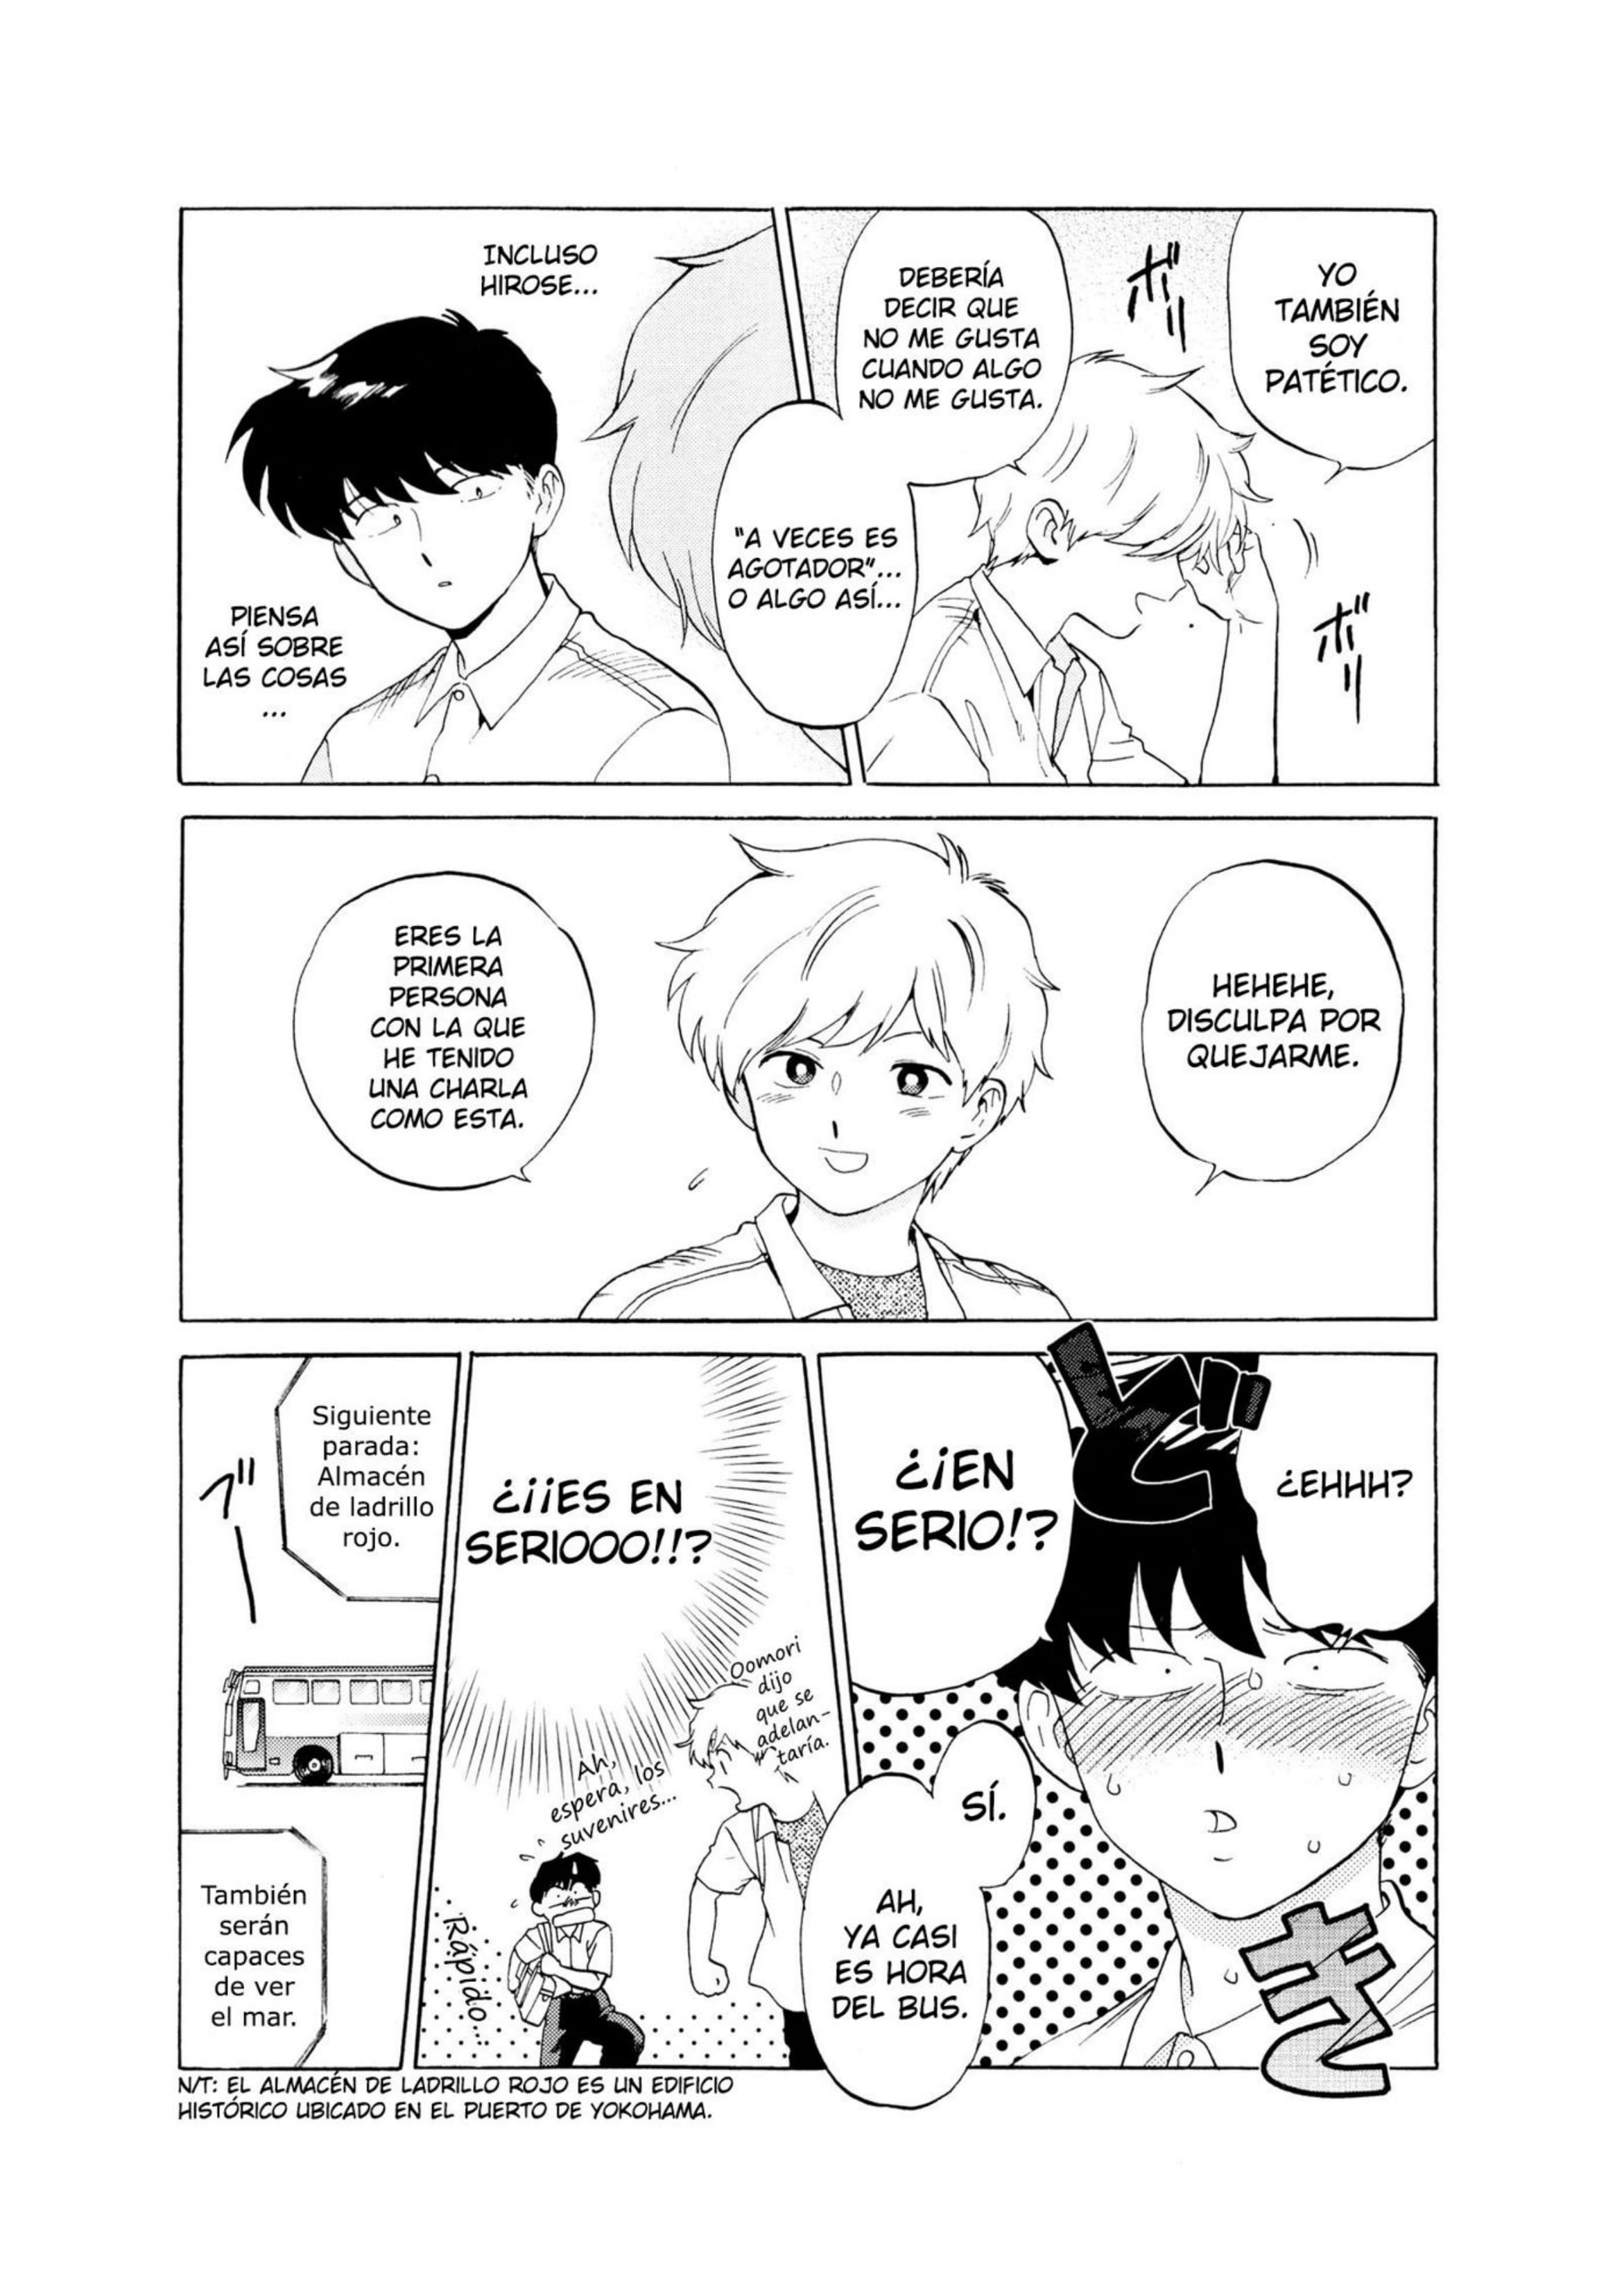 YO
TAMBIÉN
SOY
PATÉTICO.
ボ
リ
DEBERÍA
DECIR QUE
NO ME GUSTA
CUANDO ALGO
NO ME GUSTA.
"A VECES ES
AGOTADOR"...
O ALGO ASÍ...
ボ
リ
INCLUSO
HIROSE...
PIENSA
ASÍ SOBRE
LAS COSAS
...
HEHEHE,
DISCULPA POR
QUEJARME.
ERES LA
PRIMERA
PERSONA
CON LA QUE
HE TENIDO
UNA CHARLA
COMO ESTA.
¿EHHH?
ど
¿¡EN
SERIO!?
SÍ.
AH,
YA CASI
ES HORA
DEL BUS.
き
¿¡¡ES EN
SERIOOO!!?
Oomori
dijo
que se
adelan-
taría.
Ah,
espera, los
suvenires...
Rápido...
Siguiente
parada:
Almacén
de ladrillo
rojo.
ブー
También
serán
capaces
de ver
el mar.
N/T: EL ALMACÉN DE LADRILLO ROJO ES UN EDIFICIO
HISTÓRICO UBICADO EN EL PUERTO DE YOKOHAMA.